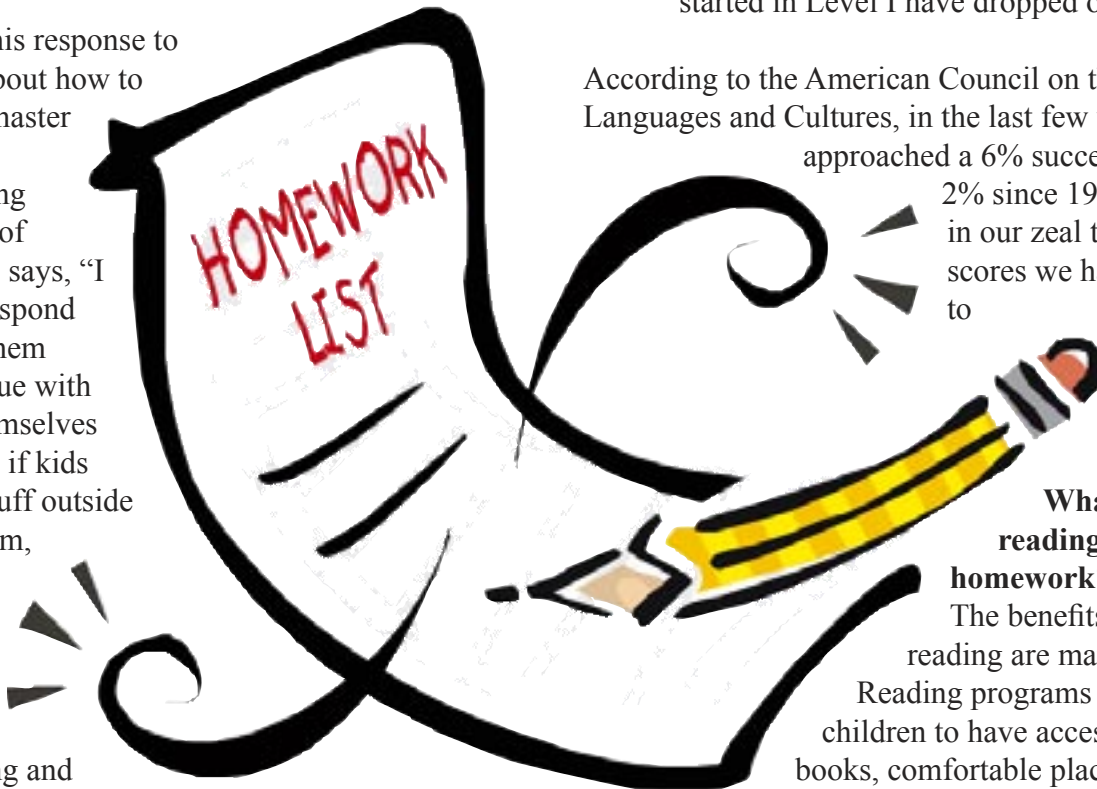 his response to
bout how to
master
ng
of
says, “I
spond
hem
ue with
mselves
if kids
uff outside
m,
ng and
HOMEWORK
LIST
started in Level I have dropped o
According to the American Council on t
Languages and Cultures, in the last few
approached a 6% succe
2% since 19
in our zeal t
scores we h
to
Wha
reading
homework
The benefits
reading are ma
Reading programs
children to have acces
books, comfortable plac